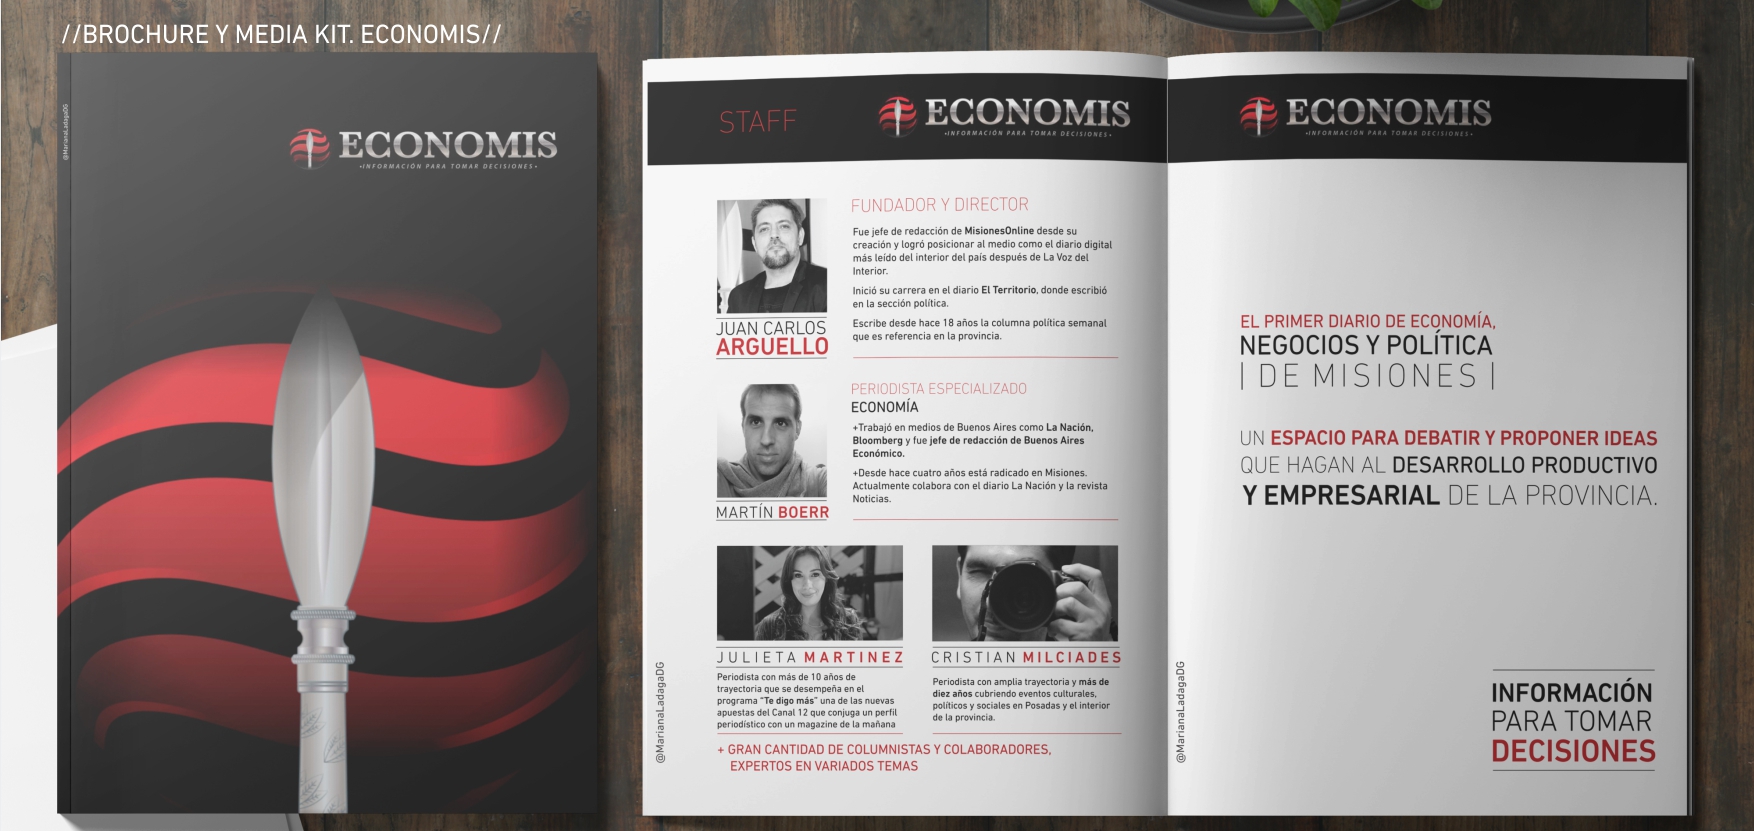 //BROCHURE Y MEDIA KIT. ECONOMIS//
@MarianaLadagaDG
ECONOMIS
•INFORMACIÓN PARA TOMAR DECISIONES•
STAFF
ECONOMIS
•INFORMACIÓN PARA TOMAR DECISIONES•
FUNDADOR Y DIRECTOR
Fue jefe de redacción de MisionesOnline desde su
creación y logró posicionar al medio como el diario digital
más leído del interior del país después de La Voz del
Interior.
Inició su carrera en el diario El Territorio, donde escribió
en la sección política.
Escribe desde hace 18 años la columna política semanal
que es referencia en la provincia.
JUAN CARLOS
ARGUELLO
PERIODISTA ESPECIALIZADO
ECONOMÍA
+Trabajó en medios de Buenos Aires como La Nación,
Bloomberg y fue jefe de redacción de Buenos Aires
Económico.
+Desde hace cuatro años está radicado en Misiones.
Actualmente colabora con el diario La Nación y la revista
Noticias.
MARTÍN BOERR
JULIETA MARTINEZ
Periodista con más de 10 años de
trayectoria que se desempeña en el
programa "Te digo más" una de las nuevas
apuestas del Canal 12 que conjuga un perfil
periodístico con un magazine de la mañana
CRISTIAN MILCIADES
Periodista con amplia trayectoria y más de
diez años cubriendo eventos culturales,
políticos y sociales en Posadas y el interior
de la provincia.
+ GRAN CANTIDAD DE COLUMNISTAS Y COLABORADORES,
EXPERTOS EN VARIADOS TEMAS
@MarianaLadagaDG
ECONOMIS
•INFORMACIÓN PARA TOMAR DECISIONES•
EL PRIMER DIARIO DE ECONOMÍA,
NEGOCIOS Y POLÍTICA
| DE MISIONES |
UN ESPACIO PARA DEBATIR Y PROPONER IDEAS
QUE HAGAN AL DESARROLLO PRODUCTIVO
Y EMPRESARIAL DE LA PROVINCIA.
INFORMACIÓN
PARA TOMAR
DECISIONES
@MarianaLadagaDG